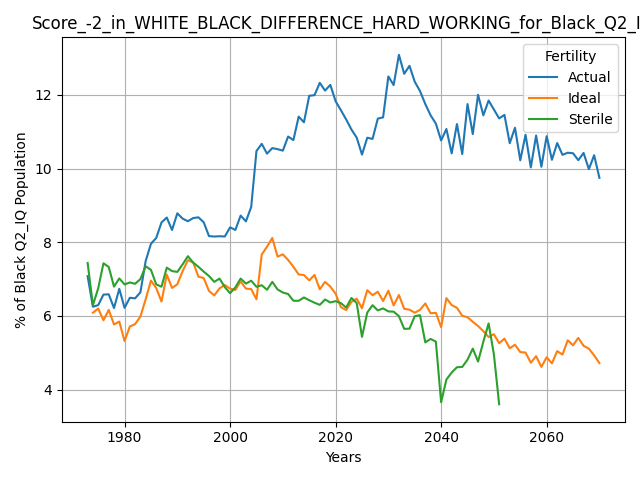 Score_-2_in_WHITE_BLACK_DIFFERENCE_HARD_WORKING_for_Black_Q2_I
Fertility
Actual
Ideal
Sterile
% of Black Q2_IQ Population
12
10
8
6
4
1980
2000
2020
2040
2060
Years